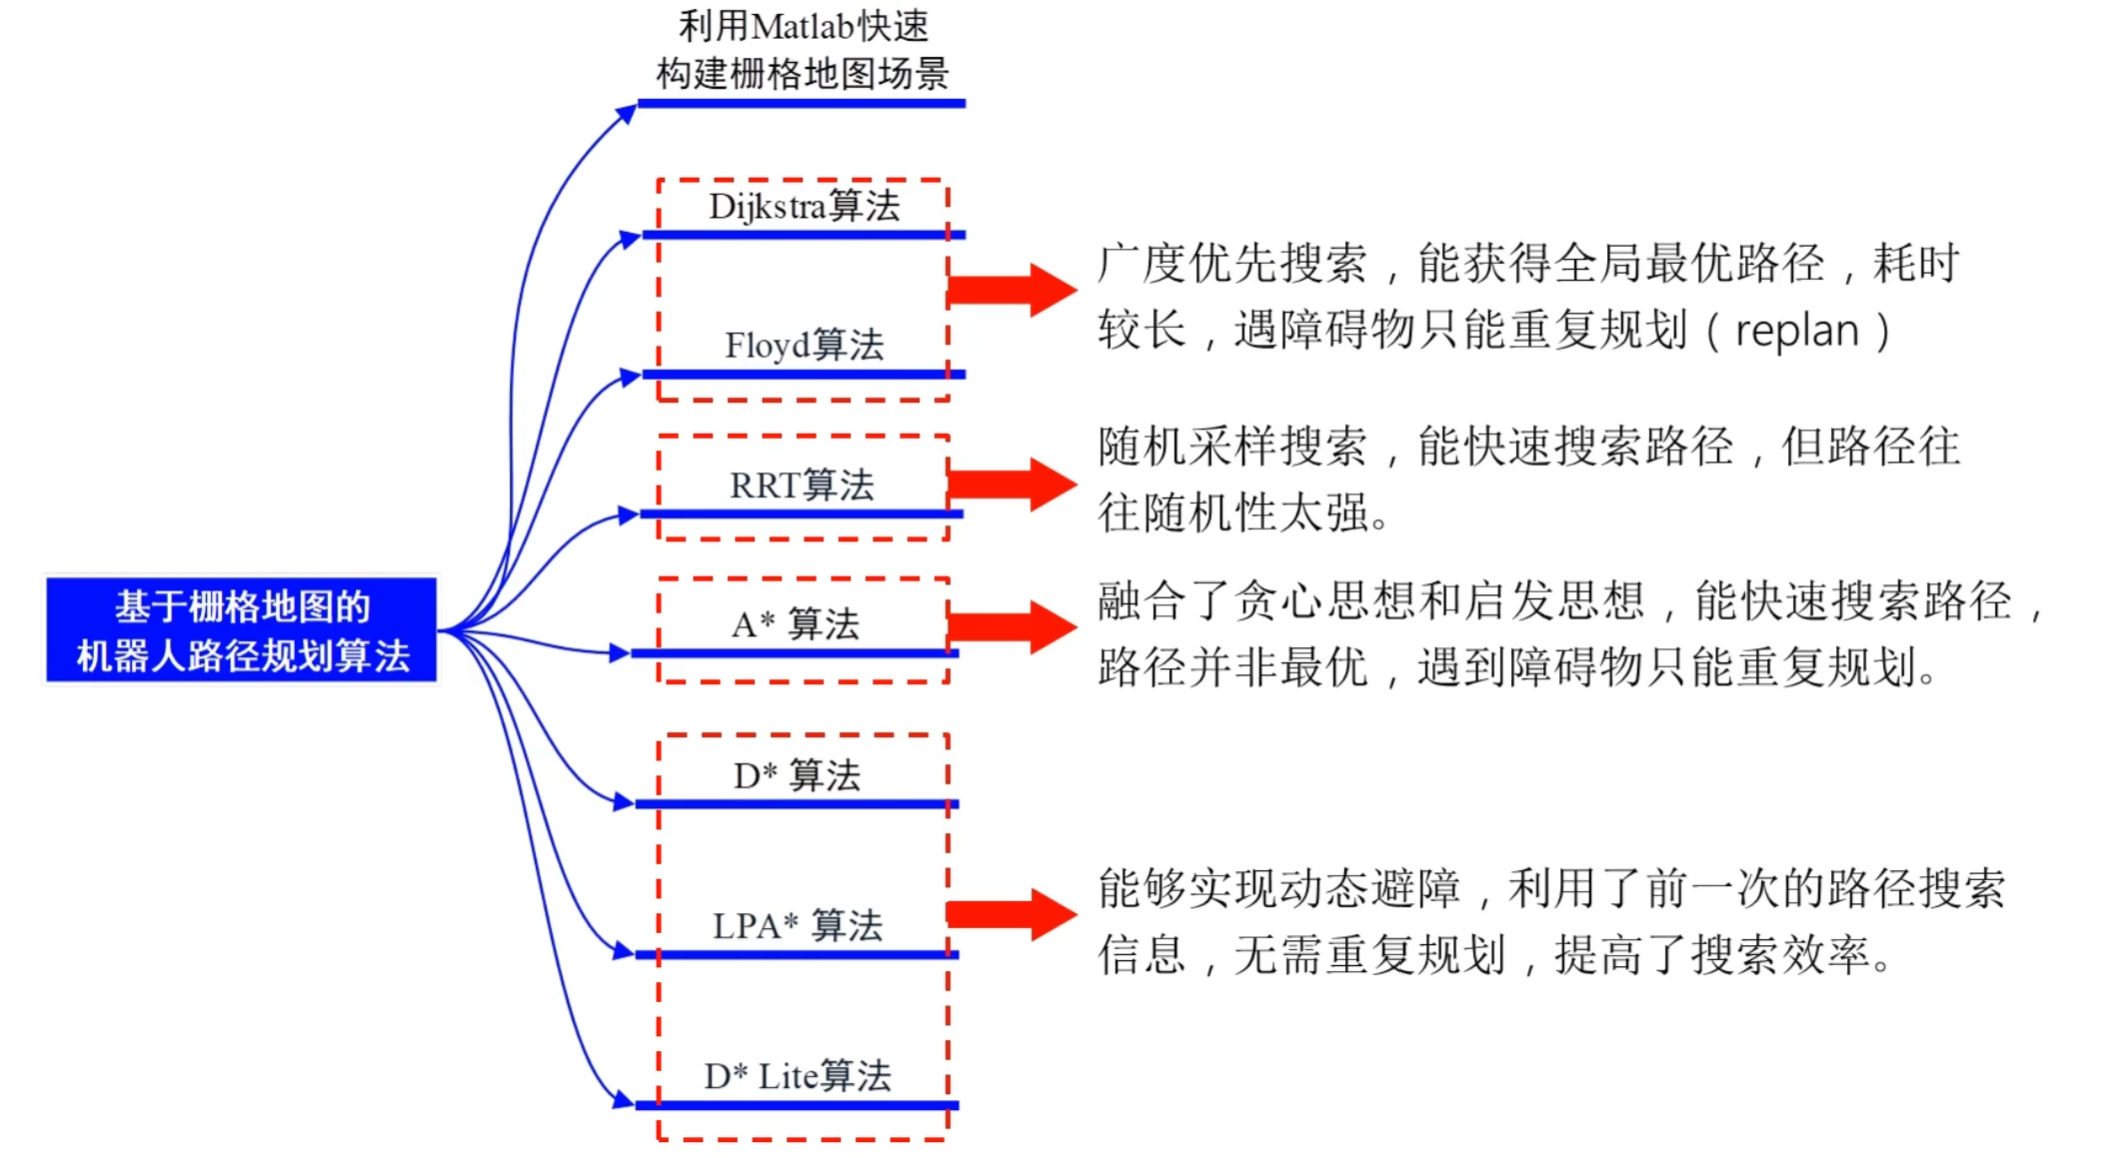 利用Matlab快速
构建栅格地图场景
Dijkstra算法
Floyd算法
广度优先搜索，能获得全局最优路径，耗时
较长，遇障碍物只能重复规划（replan）
RRT算法
随机采样搜索，能快速搜索路径，但路径往
往随机性太强。
基于栅格地图的
机器人路径规划算法
A* 算法
融合了贪心思想和启发思想，能快速搜索路径，
路径并非最优，遇到障碍物只能重复规划。
D* 算法
LPA* 算法
D* Lite算法
能够实现动态避障，利用了前一次的路径搜索
信息，无需重复规划，提高了搜索效率。